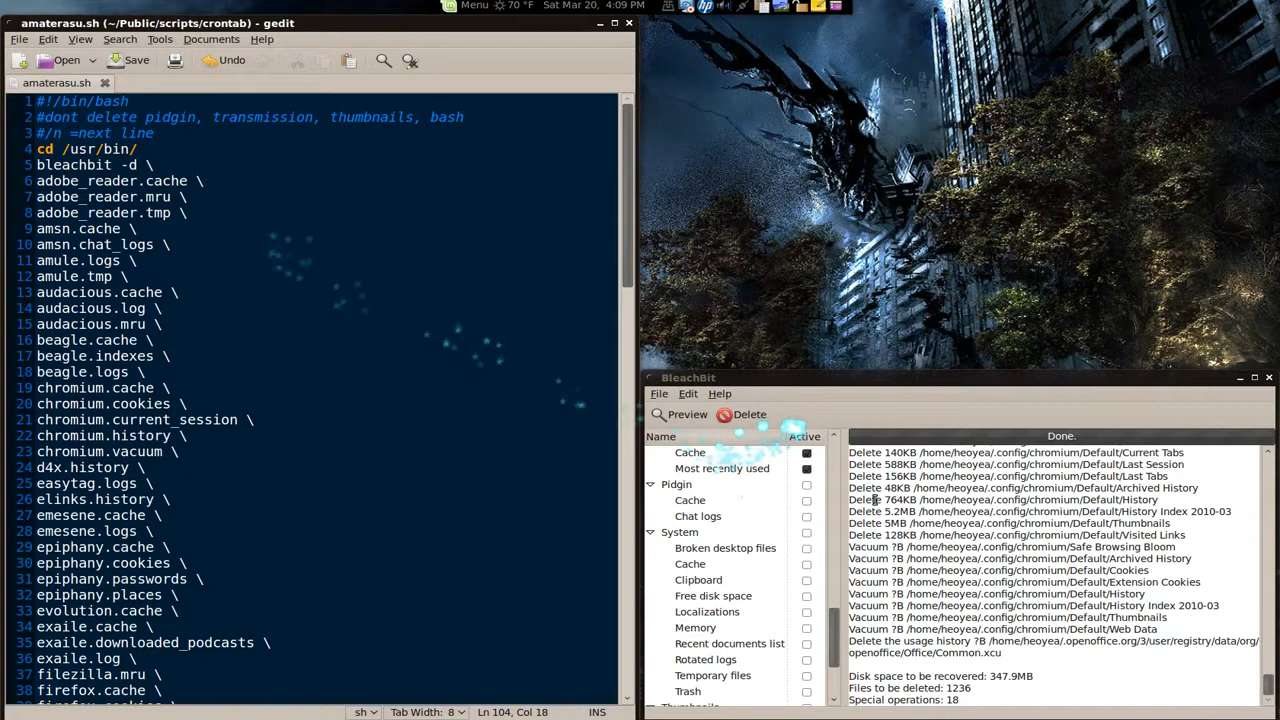 Menu 70 °F Sat Mar 20, 4:09 PM
amaterasu.sh (~/Public/scripts/crontab) - gedit
File Edit View Search Tools Documents Help
Open Save Undo
amaterasu.sh
1 #!/bin/bash
2 #dont delete pidgin, transmission, thumbnails, bash
3 #/n =next line
4 cd /usr/bin/
5 bleachbit -d \
6 adobe_reader.cache \
7 adobe_reader.mru \
8 adobe_reader.tmp \
9 amsn.cache \
10 amsn.chat_logs \
11 amule.logs \
12 amule.tmp \
13 audacious.cache \
14 audacious.log \
15 audacious.mru \
16 beagle.cache \
17 beagle.indexes \
18 beagle.logs \
19 chromium.cache \
20 chromium.cookies \
21 chromium.current_session \
22 chromium.history \
23 chromium.vacuum \
24 d4x.history \
25 easytag.logs \
26 elinks.history \
27 emesene.cache \
28 emesene.logs \
29 epiphany.cache \
30 epiphany.cookies \
31 epiphany.passwords \
32 epiphany.places \
33 evolution.cache \
34 exaile.cache \
35 exaile.downloaded_podcasts \
36 exaile.log \
37 filezilla.mru \
38 firefox.cache \
sh Tab Width: 8 Ln 104, Col 18 INS
BleachBit
File Edit Help
Preview Delete
Name Active
Cache
Most recently used
Pidgin
Cache
Chat logs
System
Broken desktop files
Cache
Clipboard
Free disk space
Localizations
Memory
Recent documents list
Rotated logs
Temporary files
Trash
Done.
Delete 140KB /home/heoyea/.config/chromium/Default/Current Tabs
Delete 588KB /home/heoyea/.config/chromium/Default/Last Session
Delete 156KB /home/heoyea/.config/chromium/Default/Last Tabs
Delete 48KB /home/heoyea/.config/chromium/Default/Archived History
Delete 764KB /home/heoyea/.config/chromium/Default/History
Delete 5.2MB /home/heoyea/.config/chromium/Default/History Index 2010-03
Delete 5MB /home/heoyea/.config/chromium/Default/Thumbnails
Delete 128KB /home/heoyea/.config/chromium/Default/Visited Links
Vacuum ?B /home/heoyea/.config/chromium/Safe Browsing Bloom
Vacuum ?B /home/heoyea/.config/chromium/Default/Archived History
Vacuum ?B /home/heoyea/.config/chromium/Default/Cookies
Vacuum ?B /home/heoyea/.config/chromium/Default/Extension Cookies
Vacuum ?B /home/heoyea/.config/chromium/Default/History
Vacuum ?B /home/heoyea/.config/chromium/Default/History Index 2010-03
Vacuum ?B /home/heoyea/.config/chromium/Default/Thumbnails
Vacuum ?B /home/heoyea/.config/chromium/Default/Web Data
Delete the usage history ?B /home/heoyea/.openoffice.org/3/user/registry/data/org/
openoffice/Office/Common.xcu
Disk space to be recovered: 347.9MB
Files to be deleted: 1236
Special operations: 18